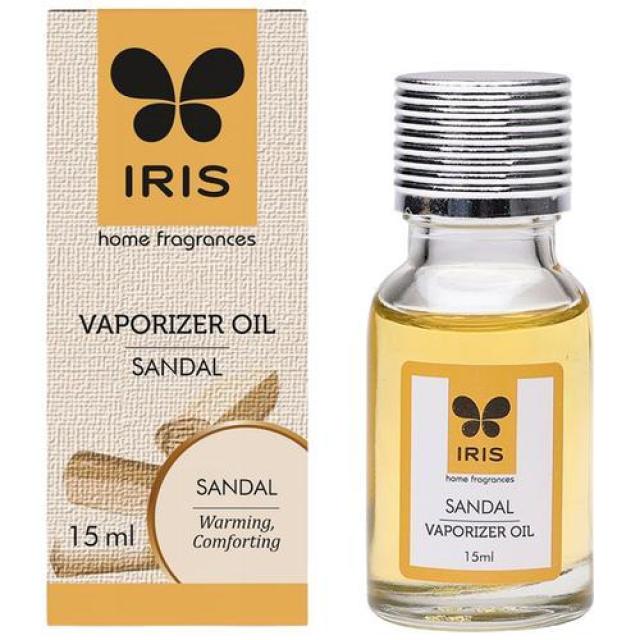 IRIS
home fragrances
VAPORIZER OIL
SANDAL
SANDAL
Warming,
Comforting
15 ml
IRIS
home fragrances
SANDAL
VAPORIZER OIL
15ml